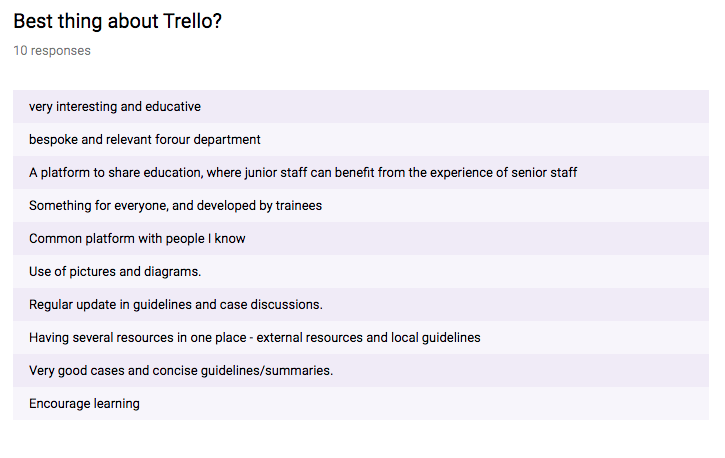 Best thing about Trello?
10 responses
very interesting and educative
bespoke and relevant forour department
A platform to share education, where junior staff can benefit from the experience of senior staff
Something for everyone, and developed by trainees
Common platform with people I know
Use of pictures and diagrams.
Regular update in guidelines and case discussions.
Having several resources in one place - external resources and local guidelines
Very good cases and concise guidelines/summaries.
Encourage learning